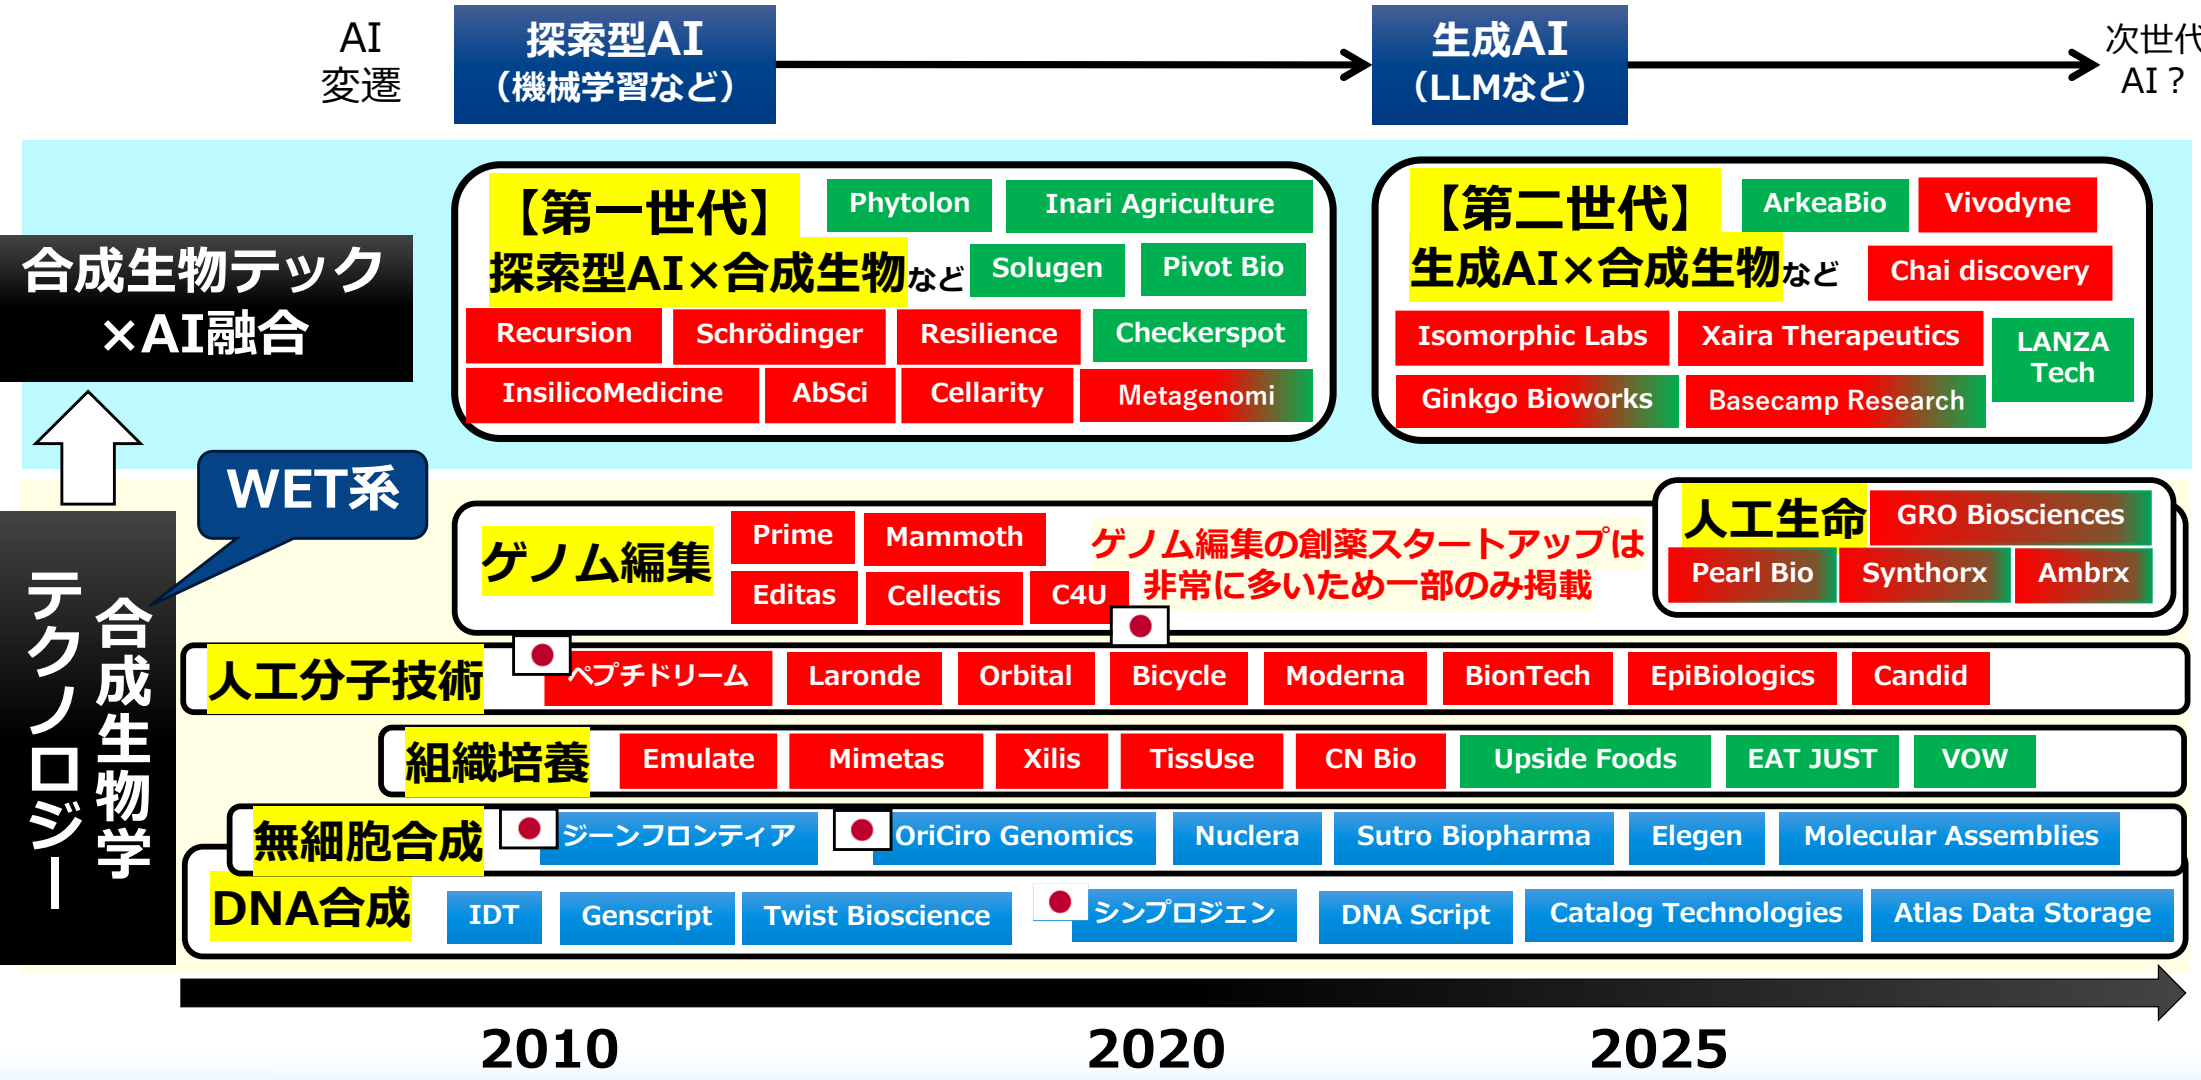 AI
変遷
探索型AI
（機械学習など）
生成AI
（LLMなど）
次世代
AI？
合成生物テック
×AI融合
【第一世代】
探索型AI×合成生物など
Phytolon
Inari Agriculture
Solugen
Pivot Bio
Recursion
Schrödinger
Resilience
Checkerspot
InsilicoMedicine
AbSci
Cellarity
Metagenomi
【第二世代】
生成AI×合成生物など
ArkeaBio
Vivodyne
Chai discovery
Isomorphic Labs
Xaira Therapeutics
LANZA
Tech
Ginkgo Bioworks
Basecamp Research
WET系
合成生物学
テクノロジー
ゲノム編集
Prime
Mammoth
Editas
Cellectis
C4U
ゲノム編集の創薬スタートアップは
非常に多いため一部のみ掲載
人工生命
GRO Biosciences
Pearl Bio
Synthorx
Ambrx
人工分子技術
ペプチドリーム
Laronde
Orbital
Bicycle
Moderna
BionTech
EpiBiologics
Candid
組織培養
Emulate
Mimetas
Xilis
TissUse
CN Bio
Upside Foods
EAT JUST
VOW
無細胞合成
ジーンフロンティア
OriCiro Genomics
Nuclera
Sutro Biopharma
Elegen
Molecular Assemblies
DNA合成
IDT
Genscript
Twist Bioscience
シンプロジェン
DNA Script
Catalog Technologies
Atlas Data Storage
2010
2020
2025